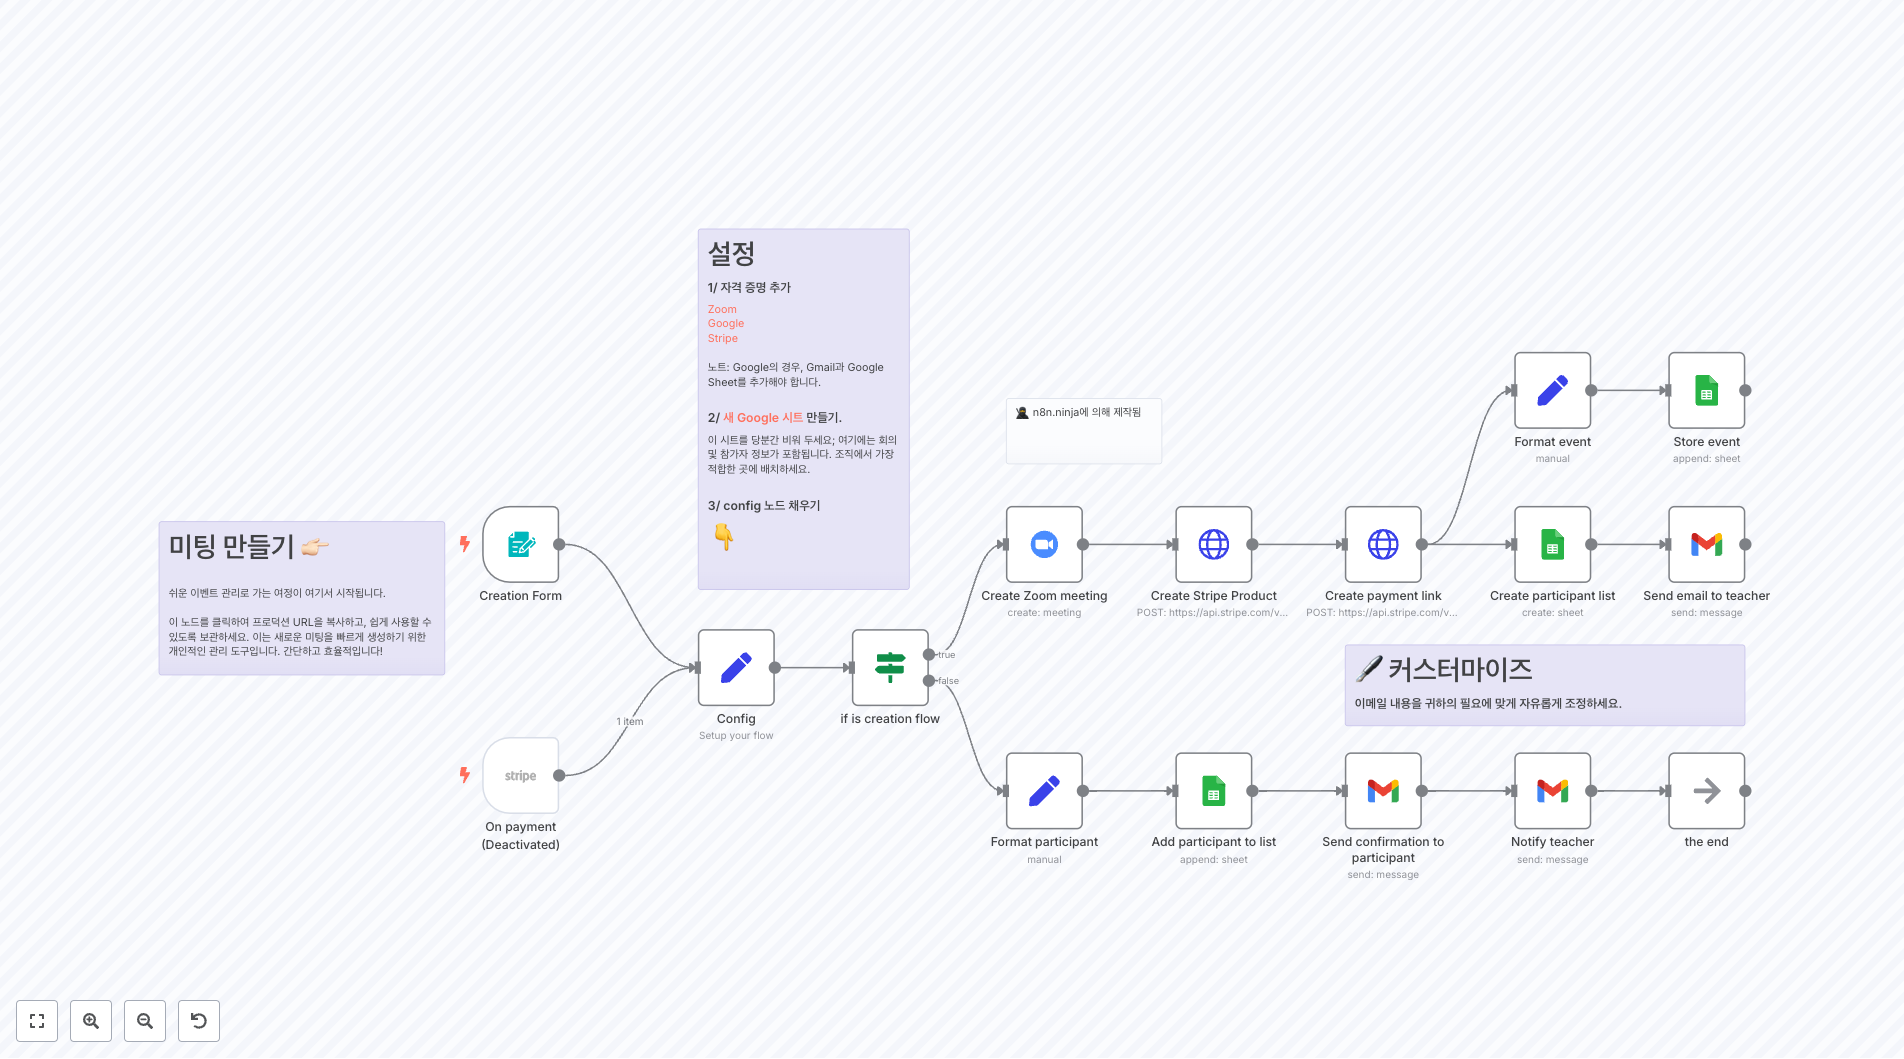 설정
1/ 자격 증명 추가
Zoom
Google
Stripe
노트: Google의 경우, Gmail과 Google
Sheet를 추가해야 합니다.
2/ 새 Google 시트 만들기.
이 시트를 당분간 비워 두세요; 여기에는 회의
및 참가자 정보가 포함됩니다. 조직에서 가장
적합한 곳에 배치하세요.
3/ config 노드 채우기
n8n.ninja에 의해 제작됨
Format event
manual
Store event
append: sheet
미팅 만들기
쉬운 이벤트 관리로 가는 여정이 여기서 시작됩니다.
이 노드를 클릭하여 프로덕션 URL을 복사하고, 쉽게 사용할 수
있도록 보관하세요. 이는 새로운 미팅을 빠르게 생성하기 위한
개인적인 관리 도구입니다. 간단하고 효율적입니다!
Creation Form
Create Zoom meeting
create: meeting
Create Stripe Product
POST: https://api.stripe.com/v...
Create payment link
POST: https://api.stripe.com/v...
Create participant list
create: sheet
Send email to teacher
send: message
true
false
1 item
Config
Setup your flow
if is creation flow
커스터마이즈
이메일 내용을 귀하의 필요에 맞게 자유롭게 조정하세요.
stripe
On payment
(Deactivated)
Format participant
manual
Add participant to list
append: sheet
Send confirmation to
participant
send: message
Notify teacher
send: message
the end